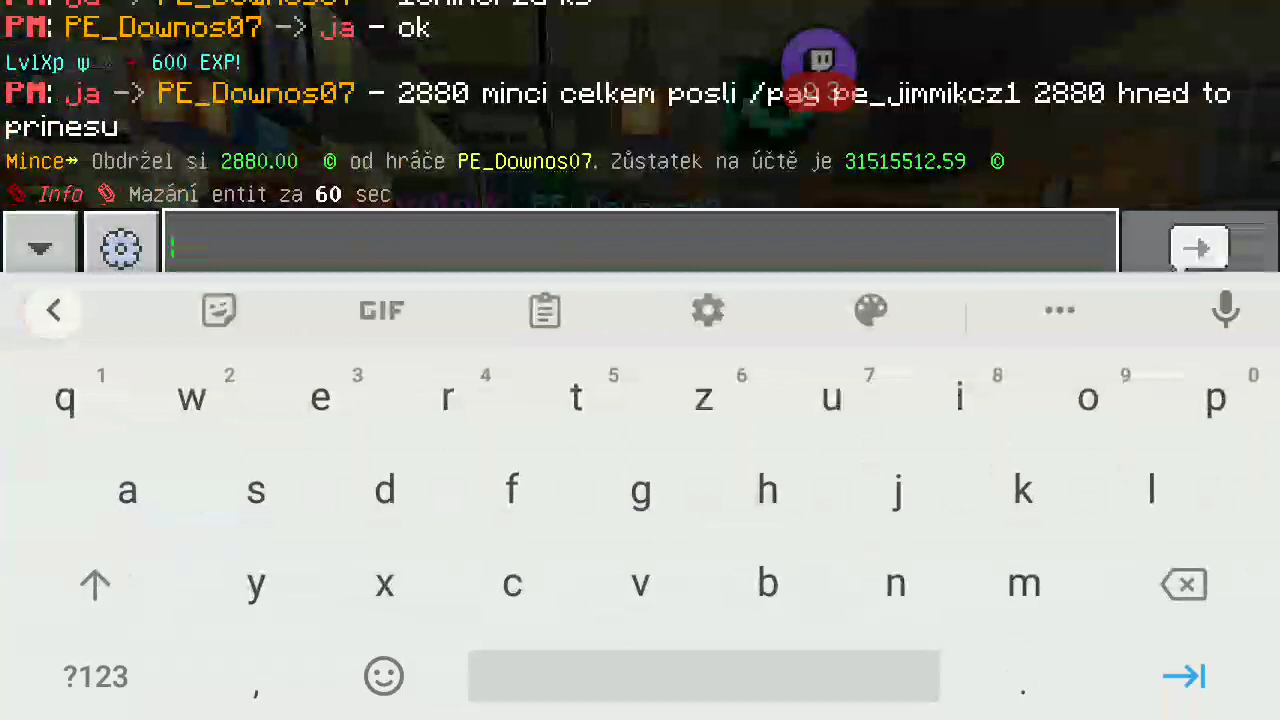 PM: PE_Downos07 -> ja - ok
LvlXp + 600 EXP!
PM: ja -> PE_Downos07 - 2880 minci celkem posli /pay pe_jimmikcz1 2880 hned to
prinesu
Mince» Obdržel si 2880.00 © od hráče PE_Downos07. Zůstatek na účtě je 31515512.59 ©
Info Mazání entit za 60 sec
GIF
q 1 w 2 e 3 r 4 t 5 z 6 u 7 i 8 o 9 p 0
a s d f g h j k l
y x c v b n m
?123 , .